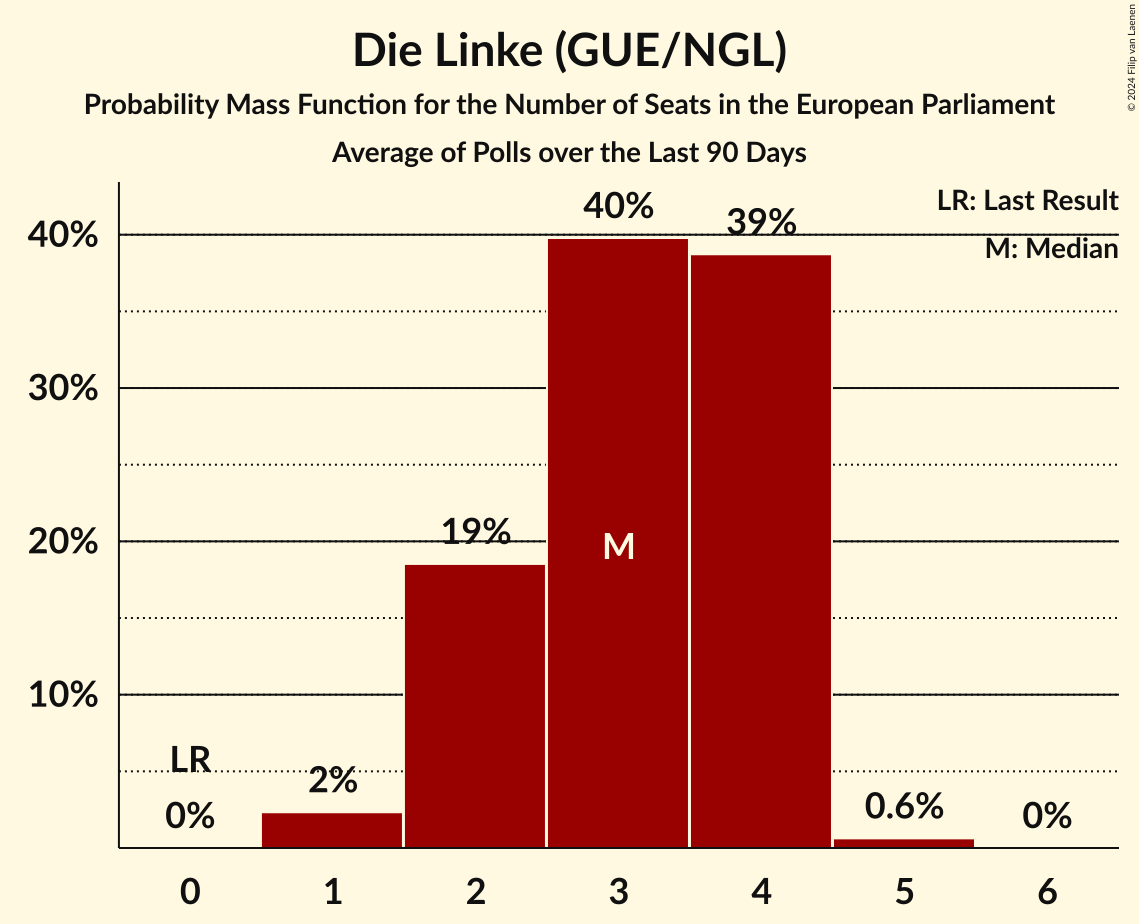 Die Linke (GUE/NGL)
Probability Mass Function for the Number of Seats in the European Parliament
Average of Polls over the Last 90 Days
© 2024 Filip van Laenen
LR: Last Result
M: Median
40%
30%
20%
10%
LR
0%
2%
19%
40%
M
39%
0.6%
0%
0 1 2 3 4 5 6